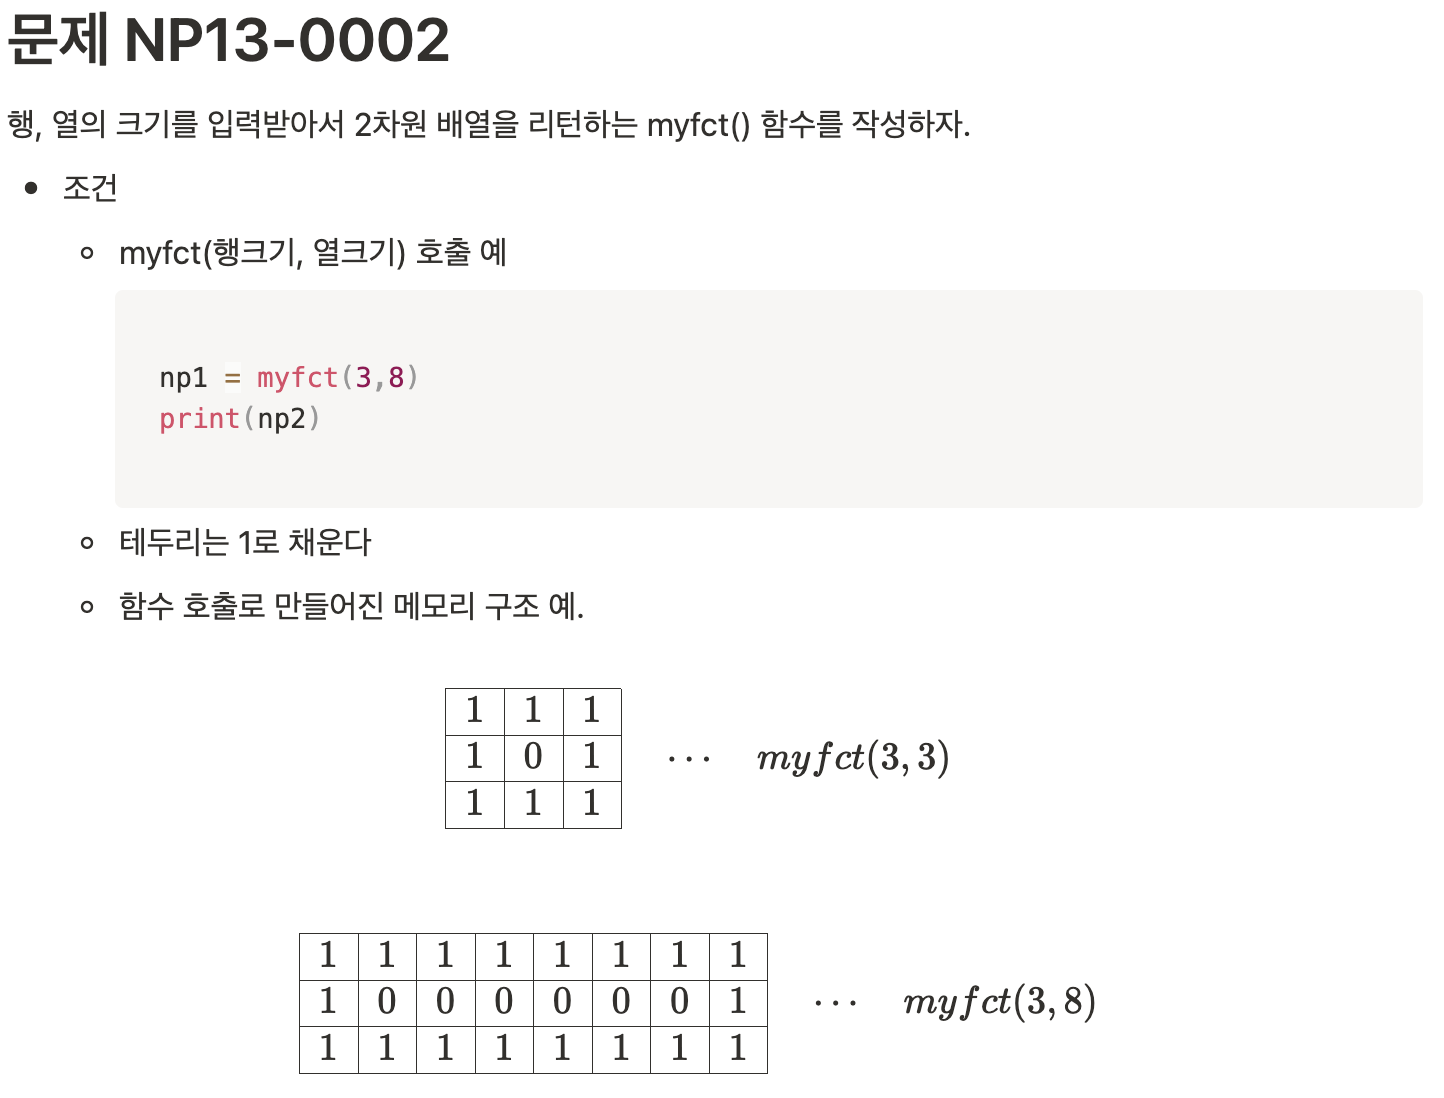 문제 NP13-0002
행, 열의 크기를 입력받아서 2차원 배열을 리턴하는 myfct() 함수를 작성하자.
조건
myfct(행크기, 열크기) 호출 예
np1 = myfct(3,8)
print(np2)
테두리는 1로 채운다
함수 호출로 만들어진 메모리 구조 예.
1 1 1
1 0 1 ⋯ myfct(3,3)
1 1 1
1 1 1 1 1 1 1 1
1 0 0 0 0 0 0 1 ⋯ myfct(3,8)
1 1 1 1 1 1 1 1